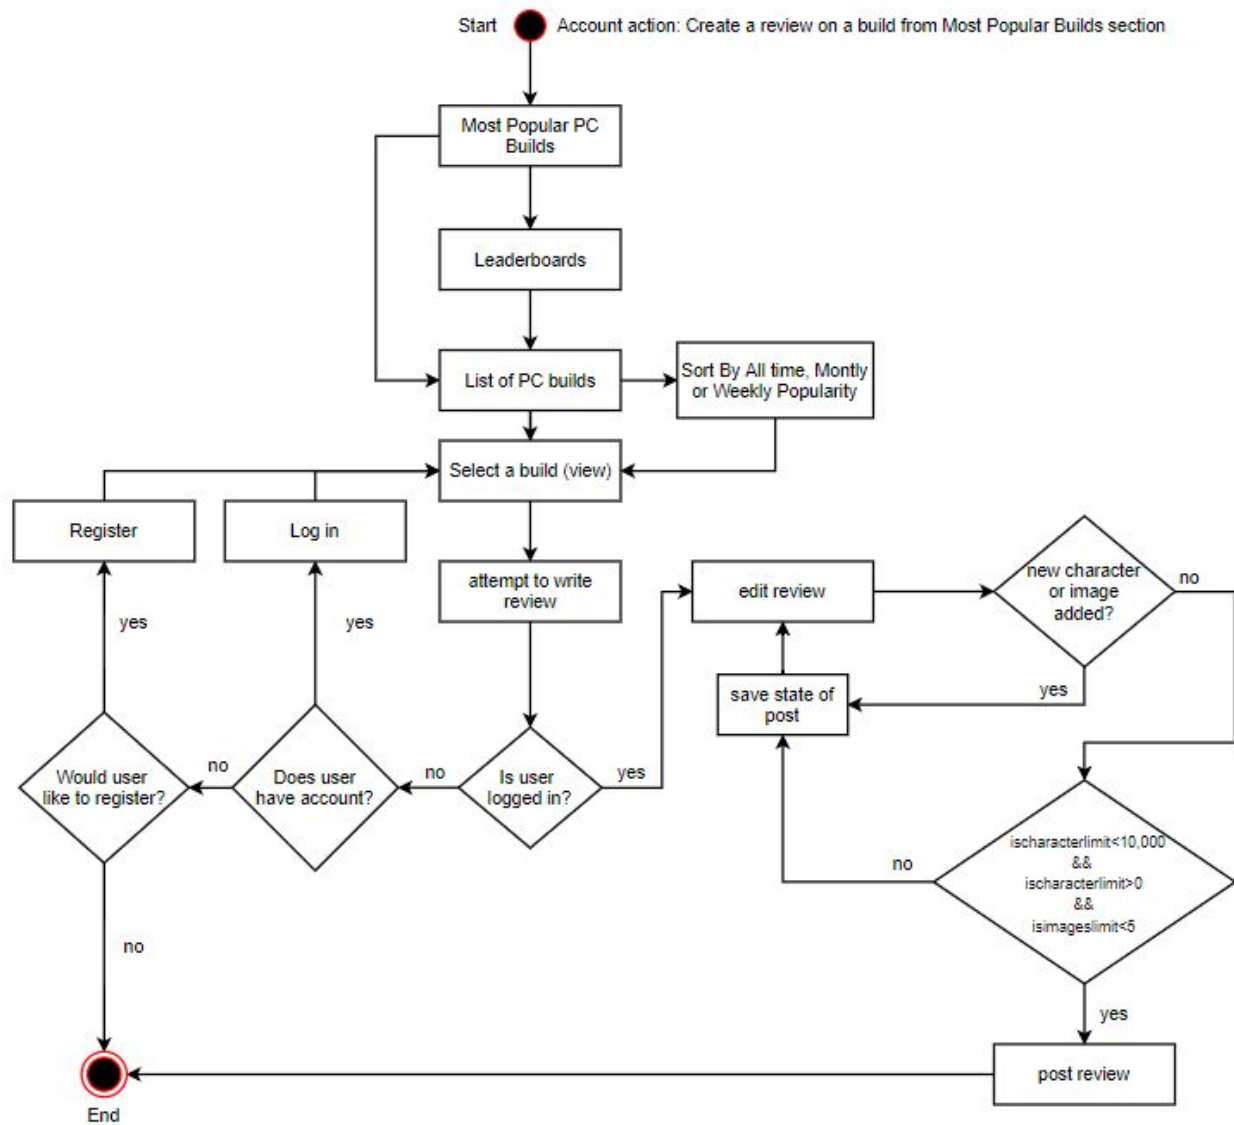 Start
Account action: Create a review on a build from Most Popular Builds section
Most Popular PC
Builds
Leaderboards
List of PC builds
Sort By All time, Montly
or Weekly Popularity
Select a build (view)
Register
Log in
attempt to write
review
edit review
new character
or image
added?
no
yes
yes
yes
save state of
post
Would user
like to register?
no
Does user
have account?
no
Is user
logged in?
yes
ischaracterlimit<10,000
&&
ischaracterlimit>0
&&
isimageslimit<5
no
no
yes
post review
End